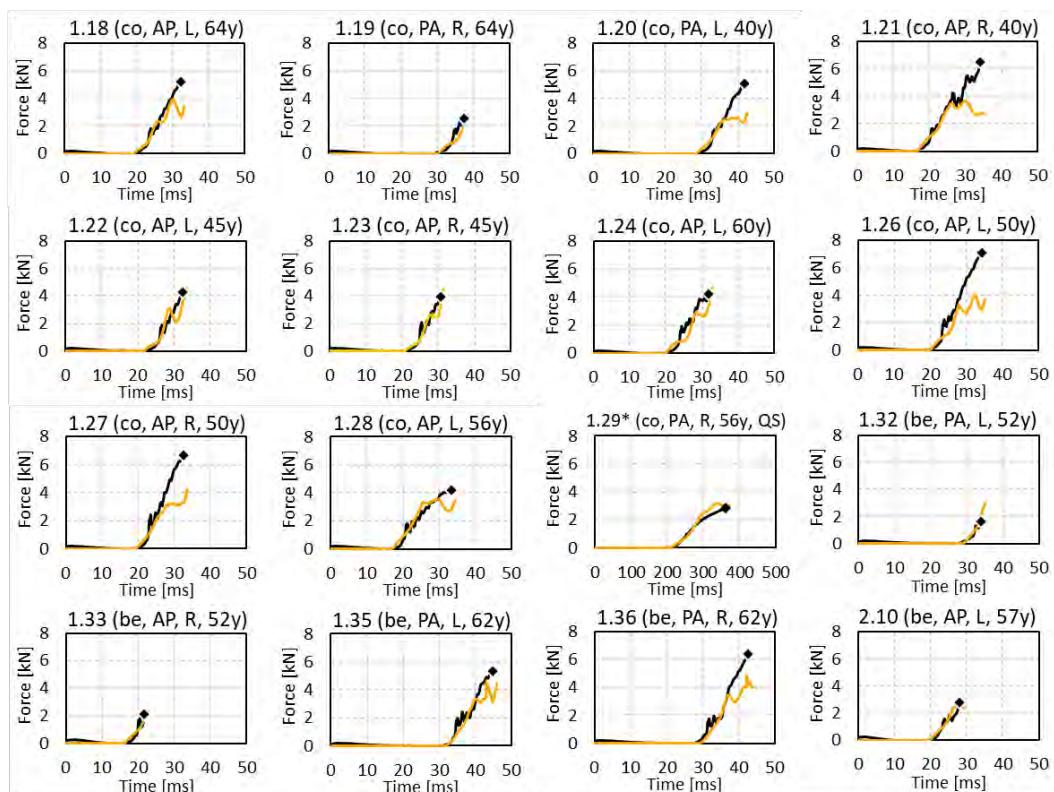 1.18 (co, AP, L, 64y) 1.19 (co, PA, R, 64y) 1.20 (co, PA, L, 40y) 1.21 (co, AP, R, 40y)
Force [kN] 8 6 4 2 0 Force [kN] 8 6 4 2 0 Force [kN] 8 6 4 2 0 Force [kN] 8 6 4 2 0
0 10 20 30 40 50 0 10 20 30 40 50 0 10 20 30 40 50 0 10 20 30 40 50
Time [ms] Time [ms] Time [ms] Time [ms]
1.22 (co, AP, L, 45y) 1.23 (co, AP, R, 45y) 1.24 (co, AP, L, 60y) 1.26 (co, AP, L, 50y)
Force [kN] 8 6 4 2 0 Force [kN] 8 6 4 2 0 Force [kN] 8 6 4 2 0 Force [kN] 8 6 4 2 0
0 10 20 30 40 50 0 10 20 30 40 50 0 10 20 30 40 50 0 10 20 30 40 50
Time [ms] Time [ms] Time [ms] Time [ms]
1.27 (co, AP, R, 50y) 1.28 (co, AP, L, 56y) 1.29* (co, PA, R, 56y, QS) 1.32 (be, PA, L, 52y)
Force [kN] 8 6 4 2 0 Force [kN] 8 6 4 2 0 Force [kN] 8 6 4 2 0 Force [kN] 8 6 4 2 0
0 10 20 30 40 50 0 10 20 30 40 50 0 100 200 300 400 500 0 10 20 30 40 50
Time [ms] Time [ms] Time [ms] Time [ms]
1.33 (be, AP, R, 52y) 1.35 (be, PA, L, 62y) 1.36 (be, PA, R, 62y) 2.10 (be, AP, L, 57y)
Force [kN] 8 6 4 2 0 Force [kN] 8 6 4 2 0 Force [kN] 8 6 4 2 0 Force [kN] 8 6 4 2 0
0 10 20 30 40 50 0 10 20 30 40 50 0 10 20 30 40 50 0 10 20 30 40 50
Time [ms] Time [ms] Time [ms] Time [ms]